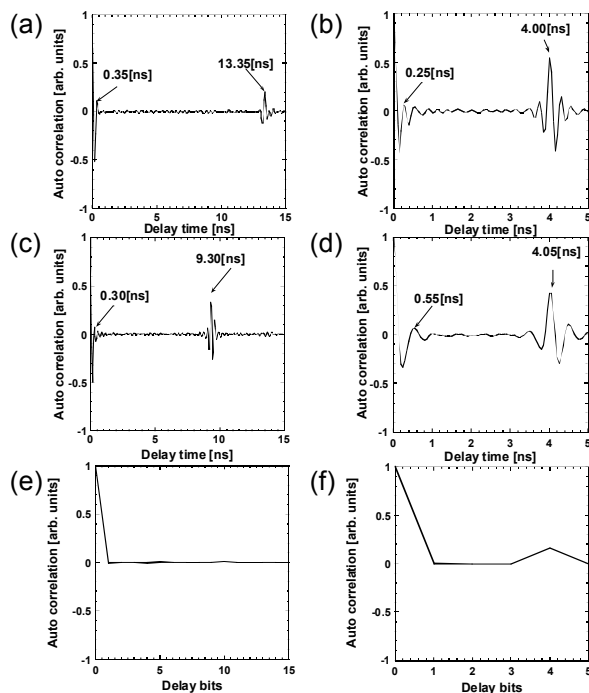 (a)
Auto correlation [arb. units]
1
0.5
0
-0.5
-1
0.35[ns]
13.35[ns]
0 5 10 15
Delay time [ns]
(b)
Auto correlation [arb. units]
1
0.5
0
-0.5
-1
4.00[ns]
0.25[ns]
0 1 2 3 4 5
Delay time [ns]
(c)
Auto correlation [arb. units]
1
0.5
0
-0.5
-1
9.30[ns]
0.30[ns]
0 5 10 15
Delay time [ns]
(d)
Auto correlation [arb. units]
1
0.5
0
-0.5
-1
4.05[ns]
0.55[ns]
0 1 2 3 4 5
Delay time [ns]
(e)
Auto correlation [arb. units]
1
0.5
0
-0.5
-1
0 5 10 15
Delay bits
(f)
Auto correlation [arb. units]
1
0.5
0
-0.5
-1
0 1 2 3 4 5
Delay bits